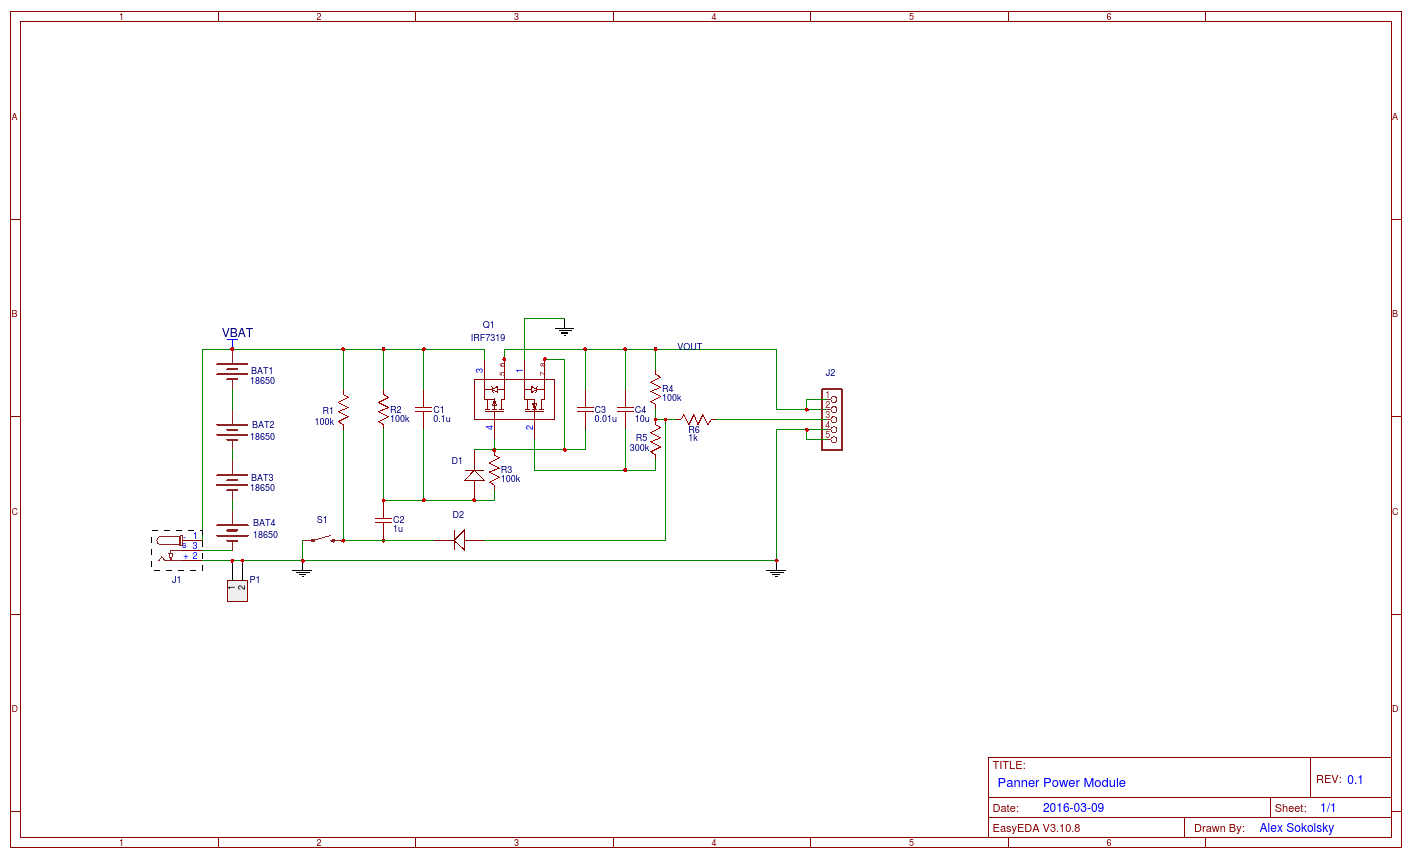 1 2 3 4 5 6
A A
B B
C C
D D
VBAT
BAT1
18650
BAT2
18650
BAT3
18650
BAT4
18650
J1
1
3
+ 2
P1
1 2
S1
R1
100k
R2
100k
C1
0.1u
C2
1u
D1
D2
R3
100k
Q1
IRF7319
3
5 6
1
7 8
4
2
C3
0.01u
C4
10u
VOUT
R4
100k
R5
300k
R6
1k
J2
1
2
3
4
5
TITLE:
Panner Power Module
REV: 0.1
Date: 2016-03-09
Sheet: 1/1
EasyEDA V3.10.8
Drawn By: Alex Sokolsky
1 2 3 4 5 6